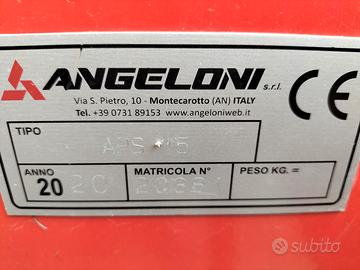 ANGELONI s.r.l. CE
Via S. Pietro, 10 - Montecarotto (AN) ITALY
Tel. +39 0731 89153 www.angeloniweb.it
TIPO
ANNO MATRICOLA N° PESO KG. =
20 20
subito